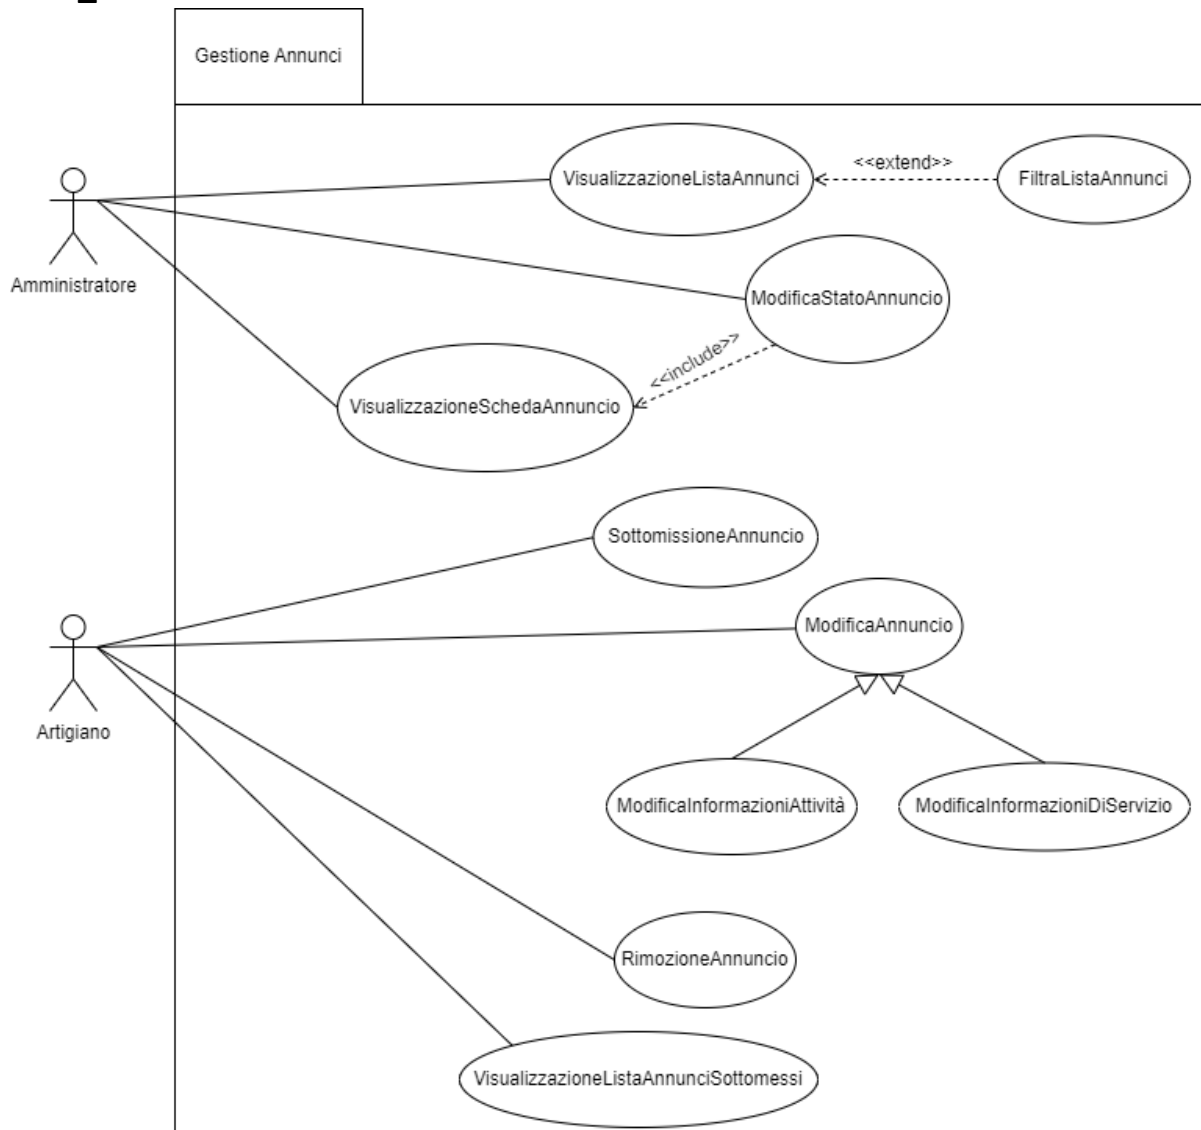 Gestione Annunci
VisualizzazioneListaAnnunci
<<extend>>
FiltraListaAnnunci
Amministratore
ModificaStatoAnnuncio
<<include>>
VisualizzazioneSchedaAnnuncio
SottomissioneAnnuncio
ModificaAnnuncio
Artigiano
ModificaInformazioniAttività
ModificaInformazioniDiServizio
RimozioneAnnuncio
VisualizzazioneListaAnnunciSottomessi